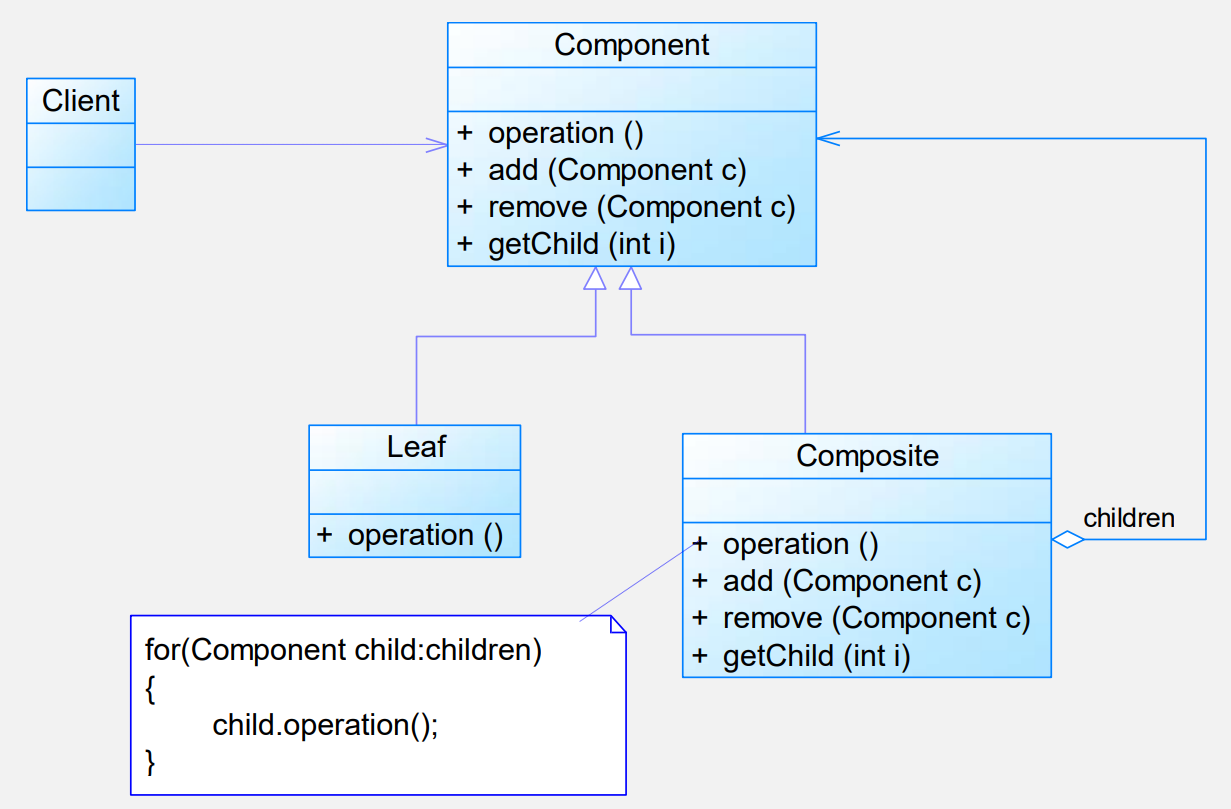 Component
+ operation ()
+ add (Component c)
+ remove (Component c)
+ getChild (int i)
Client
Leaf
+ operation ()
Composite
+ operation ()
+ add (Component c)
+ remove (Component c)
+ getChild (int i)
children
for(Component child:children)
{
child.operation();
}